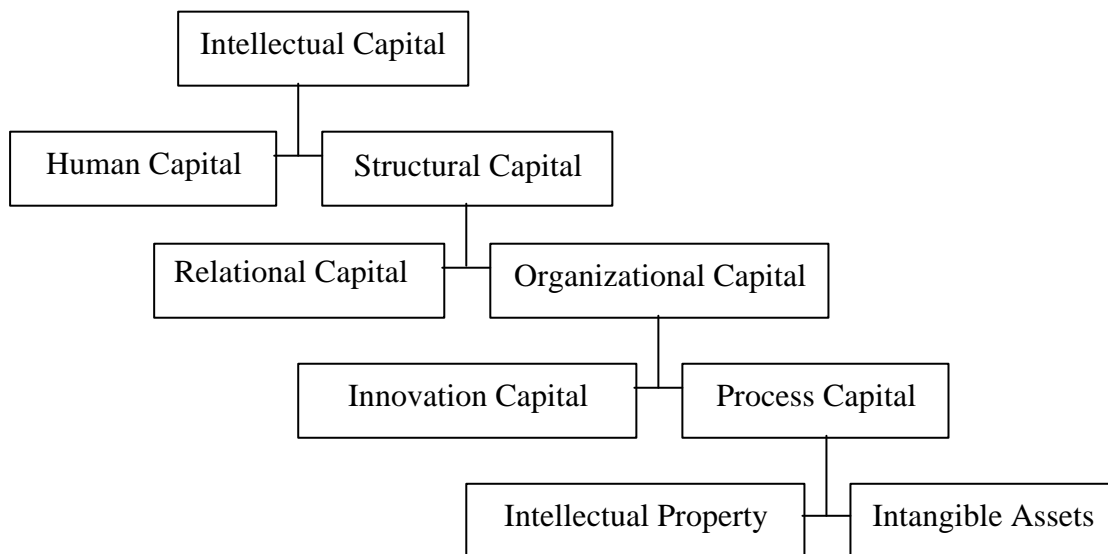 Intellectual Capital
Human Capital
Structural Capital
Relational Capital
Organizational Capital
Innovation Capital
Process Capital
Intellectual Property
Intangible Assets